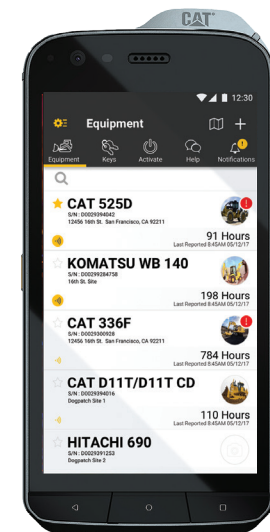 CAT
12:30
Equipment
Equipment
Keys
Activate
Help
Notifications
CAT 525D
S/N : D0029394042
12456 16th St. San Francisco, CA 92211
91 Hours
Last Reported 8:45AM 05/12/17
KOMATSU WB 140
S/N : D00299284758
16th St. Site
198 Hours
Last Reported 8:45AM 05/12/17
CAT 336F
S/N : D0029300928
12456 16th St. San Francisco, CA 92211
784 Hours
Last Reported 8:45AM 05/12/17
CAT D11T/D11T CD
S/N : D0029394016
Dogpatch Site 1
110 Hours
Last Reported 8:45AM 05/12/17
HITACHI 690
S/N : D0029391253
Dogpatch Site 2